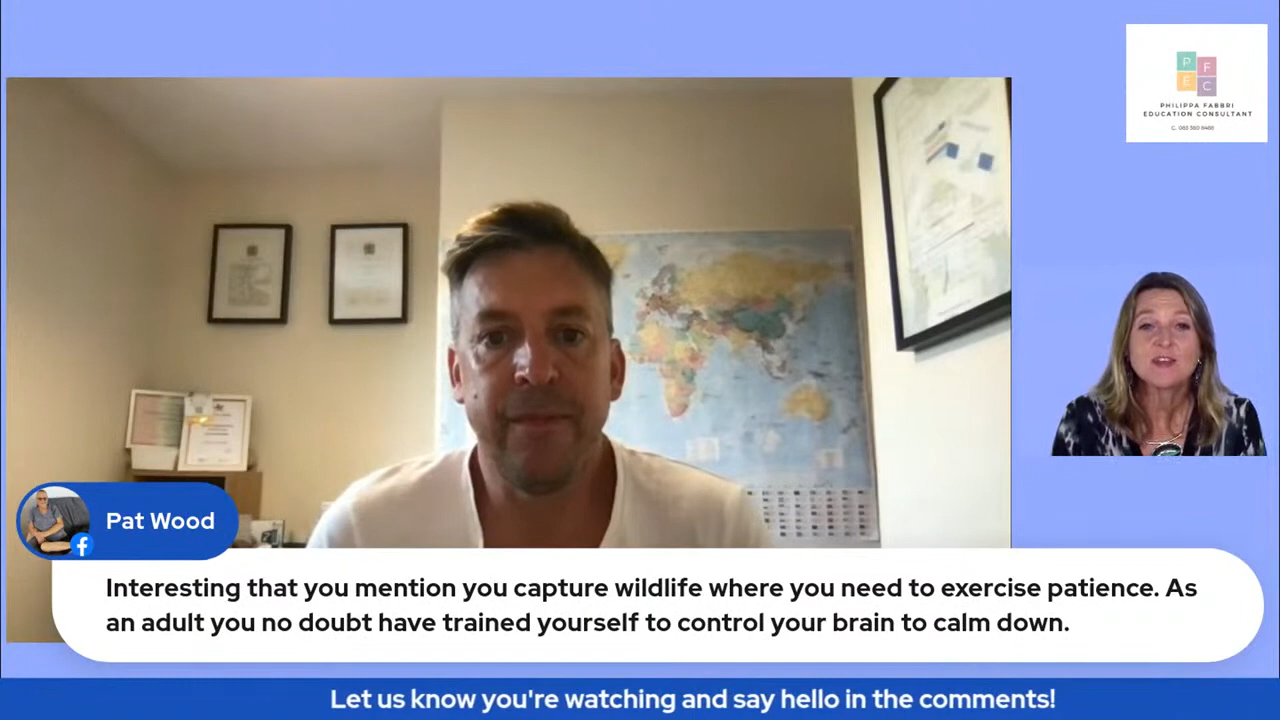 P F
E C
PHILIPPA FABBRI
EDUCATION CONSULTANT
Pat Wood
Interesting that you mention you capture wildlife where you need to exercise patience. As
an adult you no doubt have trained yourself to control your brain to calm down.
Let us know you're watching and say hello in the comments!